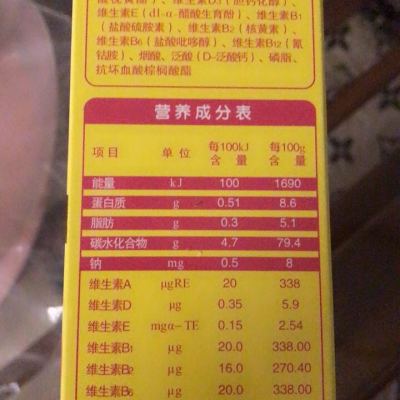 维生素E（dl-α-醋酸生育酚）、维生素B1
（盐酸硫胺素）、维生素B2（核黄素）、
维生素B6（盐酸吡哆醇）、维生素B12（氰
钴胺）、烟酸、泛酸（D-泛酸钙）、磷脂、
抗坏血酸棕榈酸酯
营养成分表
项目 单位 每100kJ含量 每100g含量
能量 kJ 100 1690
蛋白质 g 0.51 8.6
脂肪 g 0.3 5.1
碳水化合物 g 4.7 79.4
钠 mg 0.5 8
维生素A μgRE 20 338
维生素D μg 0.35 5.9
维生素E mgα-TE 0.15 2.54
维生素B1 μg 20.0 338.00
维生素B2 μg 16.0 270.40
维生素B6 μg 20.0 338.00